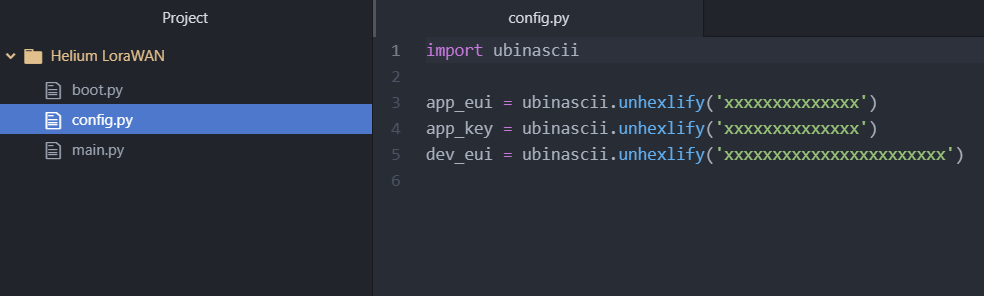 Project
config.py
Helium LoraWAN
boot.py
config.py
main.py
1 import ubinascii
2
3 app_eui = ubinascii.unhexlify('xxxxxxxxxxxxxx')
4 app_key = ubinascii.unhexlify('xxxxxxxxxxxxxx')
5 dev_eui = ubinascii.unhexlify('xxxxxxxxxxxxxxxxxxxxxxx')
6